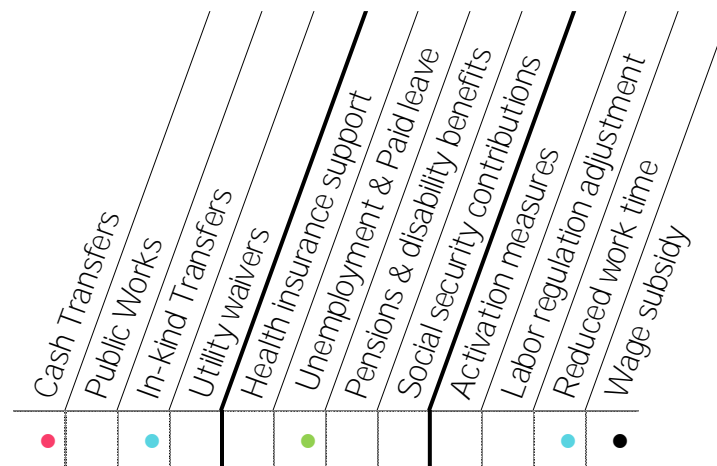 Cash Transfers
Public Works
In-Kind Transfers
Utility waivers
Health insurance support
Unemployment & Paid leave
Pensions & disability benefits
Social security contributions
Activation measures
Labor regulation adjustment
Reduced work time
Wage subsidy